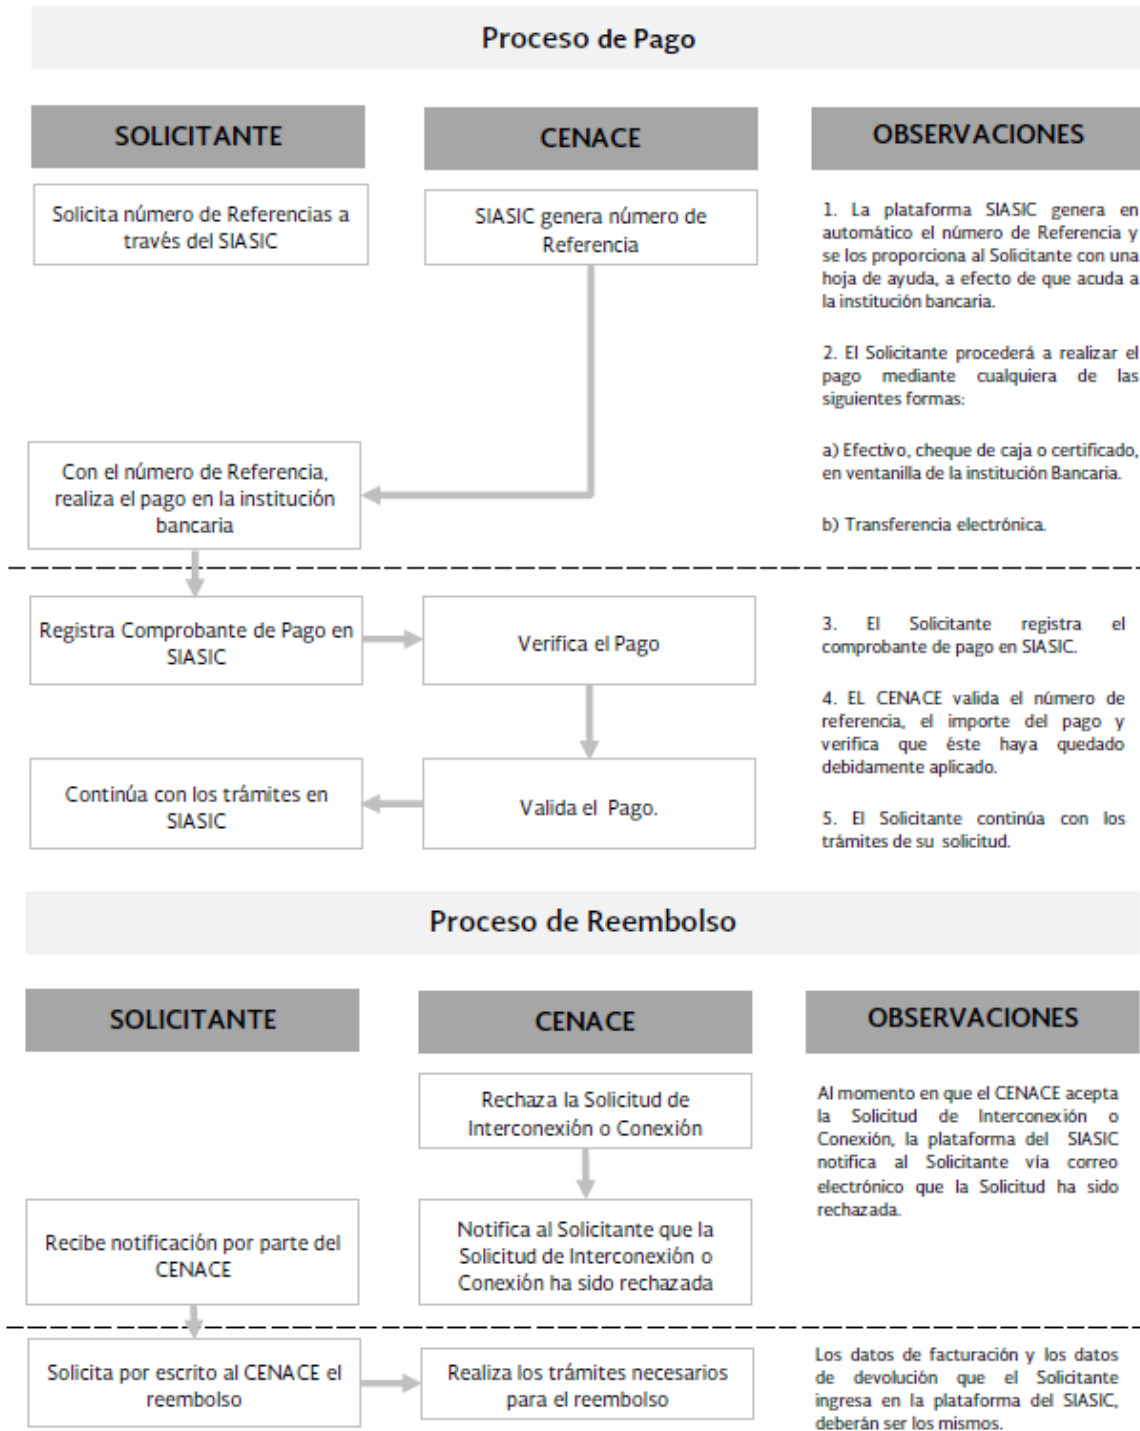 Proceso de Pago
SOLICITANTE
CENACE
OBSERVACIONES
Solicita número de Referencias a
través del SIASIC
SIASIC genera número de
Referencia
1. La plataforma SIASIC genera en
automático el número de Referencia y
se los proporciona al Solicitante con una
hoja de ayuda, a efecto de que acuda a
la institución bancaria.
2. El Solicitante procederá a realizar el
pago mediante cualquiera de las
siguientes formas:
a) Efectivo, cheque de caja o certificado,
en ventanilla de la institución Bancaria.
b) Transferencia electrónica.
Con el número de Referencia,
realiza el pago en la institución
bancaria
Registra Comprobante de Pago en
SIASIC
Verifica el Pago
3. El Solicitante registra el
comprobante de pago en SIASIC.
4. EL CENACE valida el número de
referencia, el importe del pago y
verifica que éste haya quedado
debidamente aplicado.
Continúa con los trámites en
SIASIC
Valida el Pago.
5. El Solicitante continúa con los
trámites de su solicitud.
Proceso de Reembolso
SOLICITANTE
CENACE
OBSERVACIONES
Rechaza la Solicitud de
Interconexión o Conexión
Al momento en que el CENACE acepta
la Solicitud de Interconexión o
Conexión, la plataforma del SIASIC
notifica al Solicitante vía correo
electrónico que la Solicitud ha sido
rechazada.
Recibe notificación por parte del
CENACE
Notifica al Solicitante que la
Solicitud de Interconexión o
Conexión ha sido rechazada
Solicita por escrito al CENACE el
reembolso
Realiza los trámites necesarios
para el reembolso
Los datos de facturación y los datos
de devolución que el Solicitante
ingresa en la plataforma del SIASIC,
deberán ser los mismos.